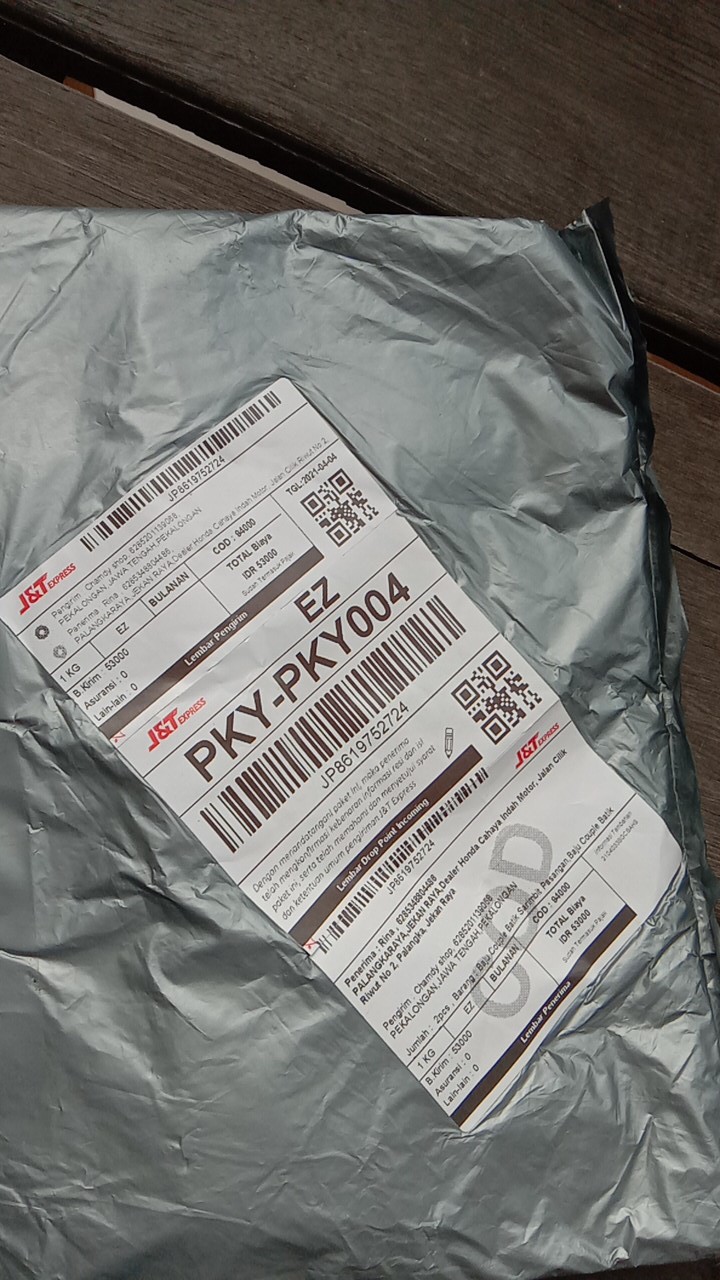 JP8619752724
J&T EXPRESS
Pengirim : Chamdy shop, 6285201139058,
PEKALONGAN JAWA TENGAH,PEKALONGAN
Penerima : Rina 6285348804486,
PALANGKARAYA,JEKAN RAYA,Dealer Honda Cahaya Indah Motor, Jalan Cilik Riwut No 2,
TGL:2021-04-04
1 KG
EZ
BULANAN
COD : 94000
B.Kirim : 53000
Asuransi : 0
Lain-lain : 0
TOTAL Biaya
IDR 53000
Sudah Termasuk Pajak
Lembar Pengirim
EZ
J&T EXPRESS
PKY-PKY004
JP8619752724
Dengan menandatangani paket ini, maka penerima
telah mengkonfirmasi kebenaran informasi resi dan isi
paket ini, serta telah memahami dan menyetujui syarat
dan ketentuan umum pengiriman J&T Express
Lembar Drop Point Incoming
J&T EXPRESS
JP8619752724
Penerima : Rina 6285348804486
PALANGKARAYA,JEKAN RAYA,Dealer Honda Cahaya Indah Motor, Jalan Cilik
Riwut No 2, Palangka, Jekan Raya
Pengirim : Chamdy shop, 6285201139058
PEKALONGAN JAWA TENGAH,PEKALONGAN
COD
Jumlah : 2pcs , Barang : Baju Couple Batik Sarimbit Pasangan Baju Couple Batik
1 KG
EZ
BULANAN
COD : 94000
Informasi Tambahan
B.Kirim : 53000
Asuransi : 0
Lain-lain : 0
TOTAL Biaya
IDR 53000
Sudah Termasuk Pajak
Lembar Penerima